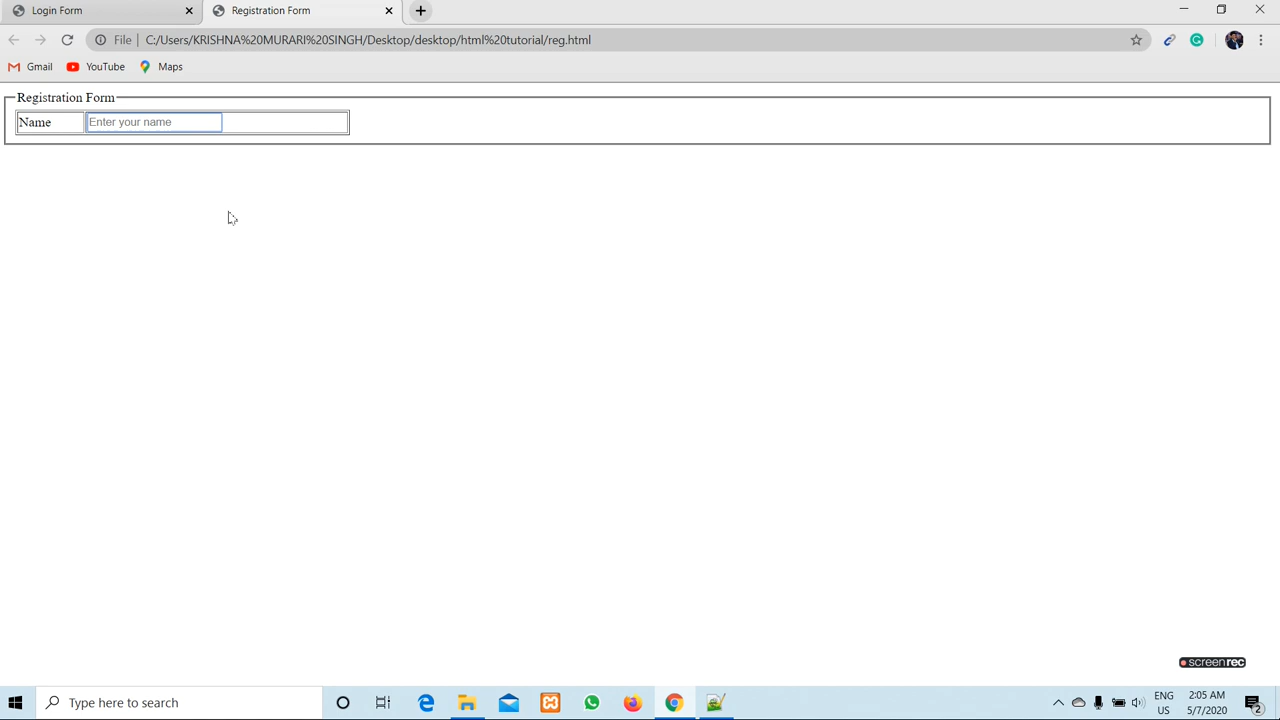 Login Form
Registration Form
File
C:/Users/KRISHNA%20MURARI%20SINGH/Desktop/desktop/html%20tutorial/reg.html
Gmail
YouTube
Maps
Registration Form
Name
Enter your name
screenrec
Type here to search
ENG
US
2:05 AM
5/7/2020
2